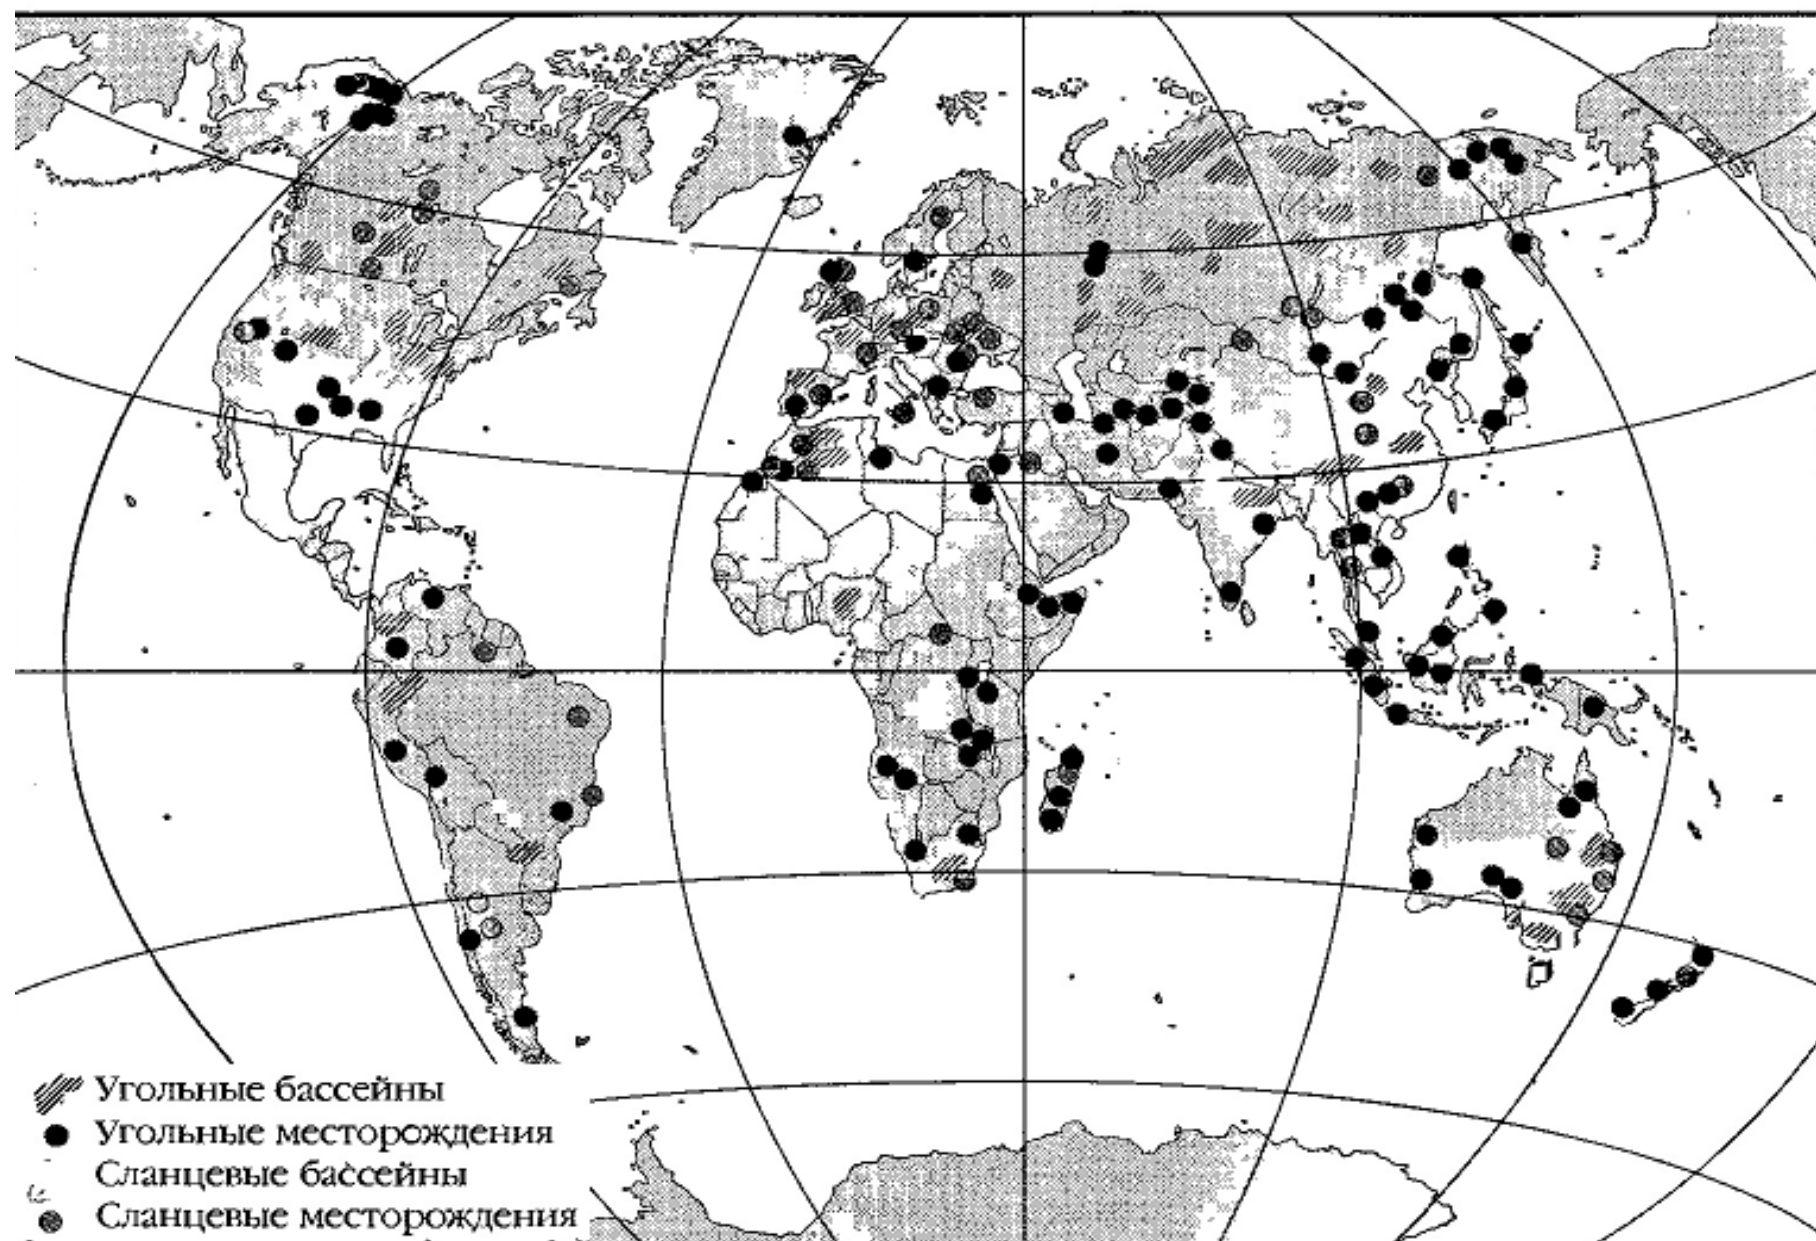 Угольные бассейны
Угольные месторождения
Сланцевые бассейны
Сланцевые месторождения